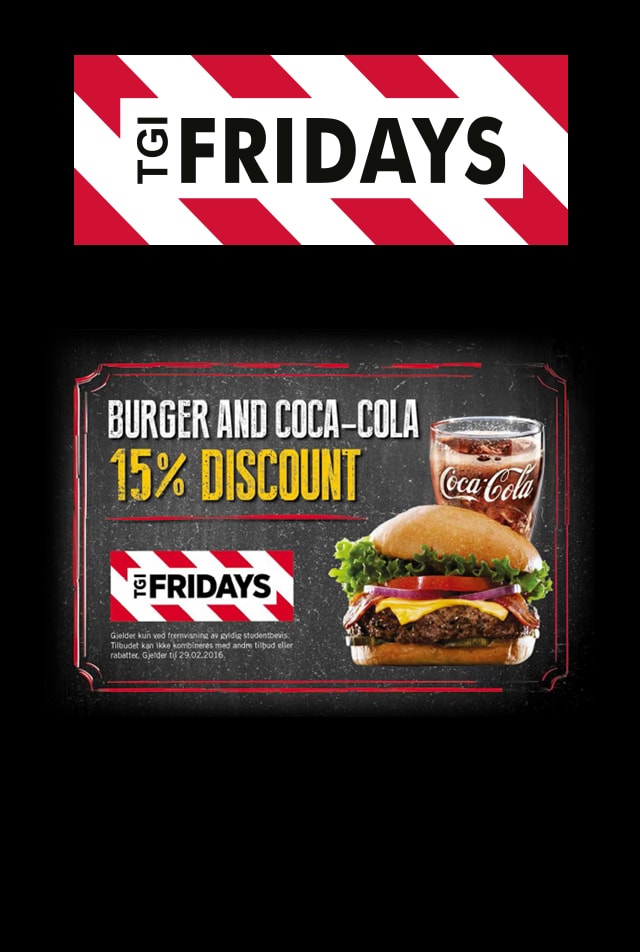 TGI FRIDAYS
BURGER AND COCA-COLA
15% DISCOUNT
Coca-Cola
TGI FRIDAYS
Gjelder kun ved fremvisning av gyldig studentbevis.
Tilbudet kan ikke kombineres med andre tilbud eller
rabatter. Gjelder til 29.02.2016.